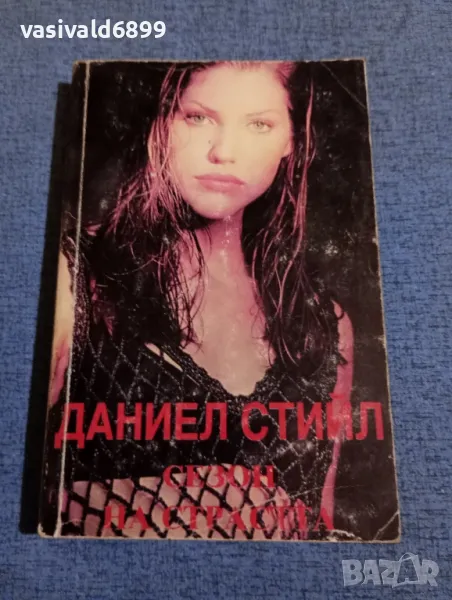 vasivald6899
ДАНИЕЛ СТИЙЛ
СЕЗОН
НА СТРАСТТА
BAZAR